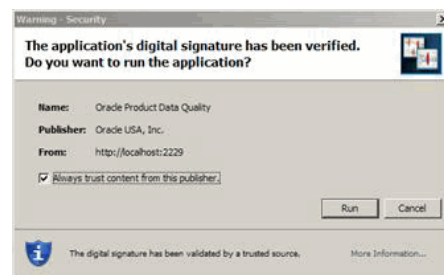 Warning - Security
The application's digital signature has been verified.
Do you want to run the application?
Name: Oracle Product Data Quality
Publisher: Oracle USA, Inc.
From: http://localhost:2229
Always trust content from this publisher.
Run Cancel
The digital signature has been validated by a trusted source. More Information...